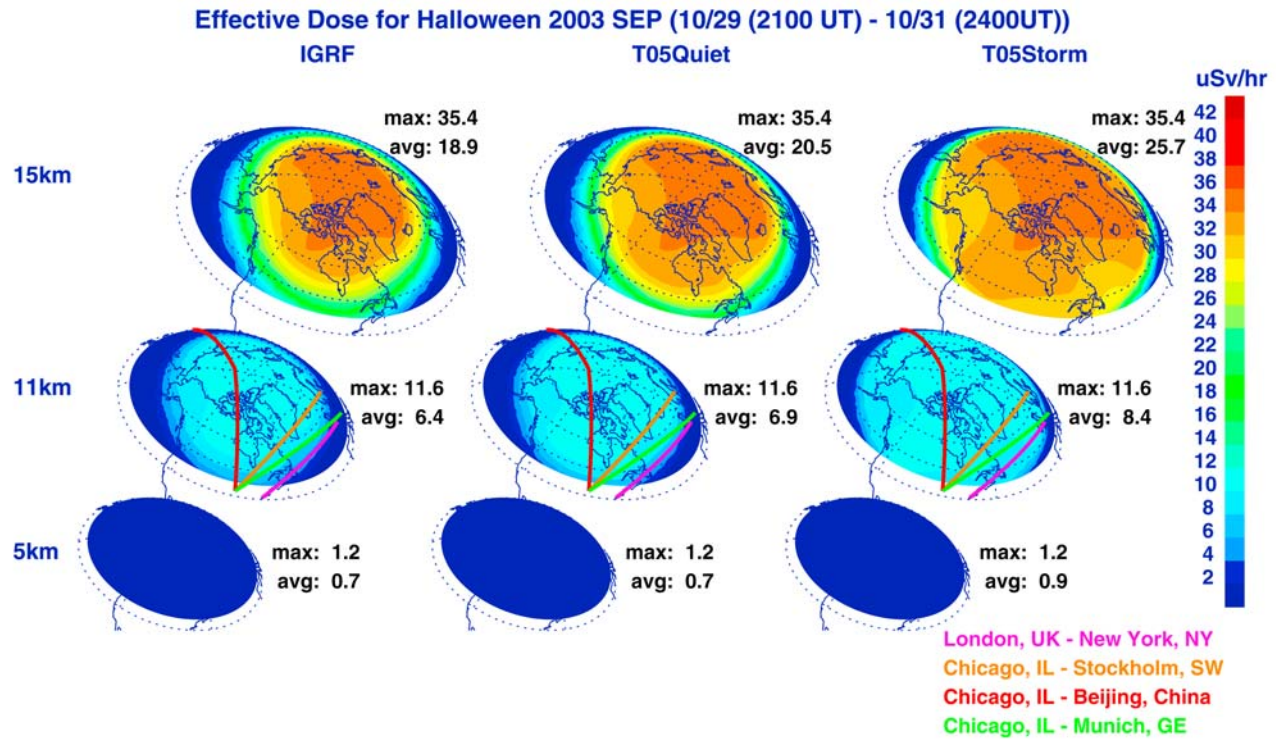 Effective Dose for Halloween 2003 SEP (10/29 (2100 UT) - 10/31 (2400UT))
IGRF T05Quiet T05Storm
uSv/hr
15km
max: 35.4
avg: 18.9
max: 35.4
avg: 20.5
max: 35.4
avg: 25.7
11km
max: 11.6
avg: 6.4
max: 11.6
avg: 6.9
max: 11.6
avg: 8.4
5km
max: 1.2
avg: 0.7
max: 1.2
avg: 0.7
max: 1.2
avg: 0.9
42
40
38
36
34
32
30
28
26
24
22
20
18
16
14
12
10
8
6
4
2
London, UK - New York, NY
Chicago, IL - Stockholm, SW
Chicago, IL - Beijing, China
Chicago, IL - Munich, GE